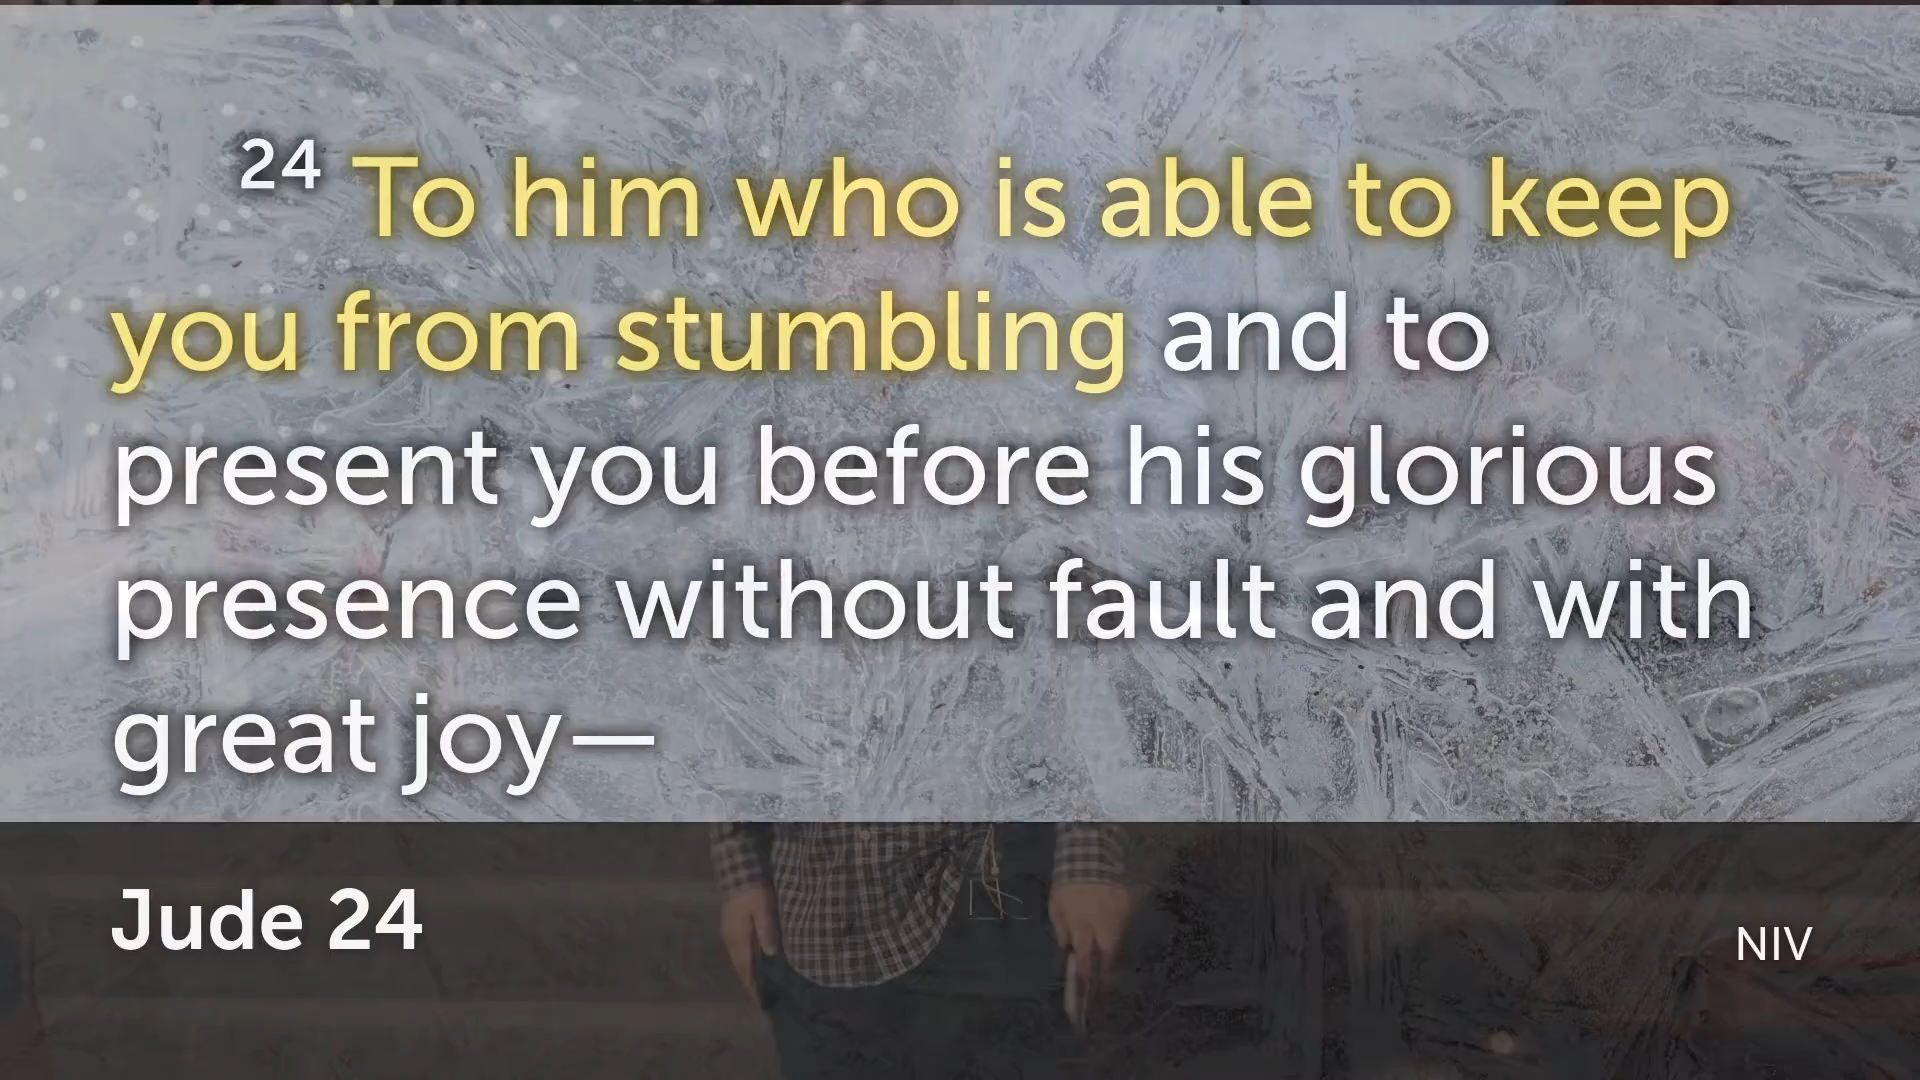 24 To him who is able to keep
you from stumbling and to
present you before his glorious
presence without fault and with
great joy—
Jude 24
NIV